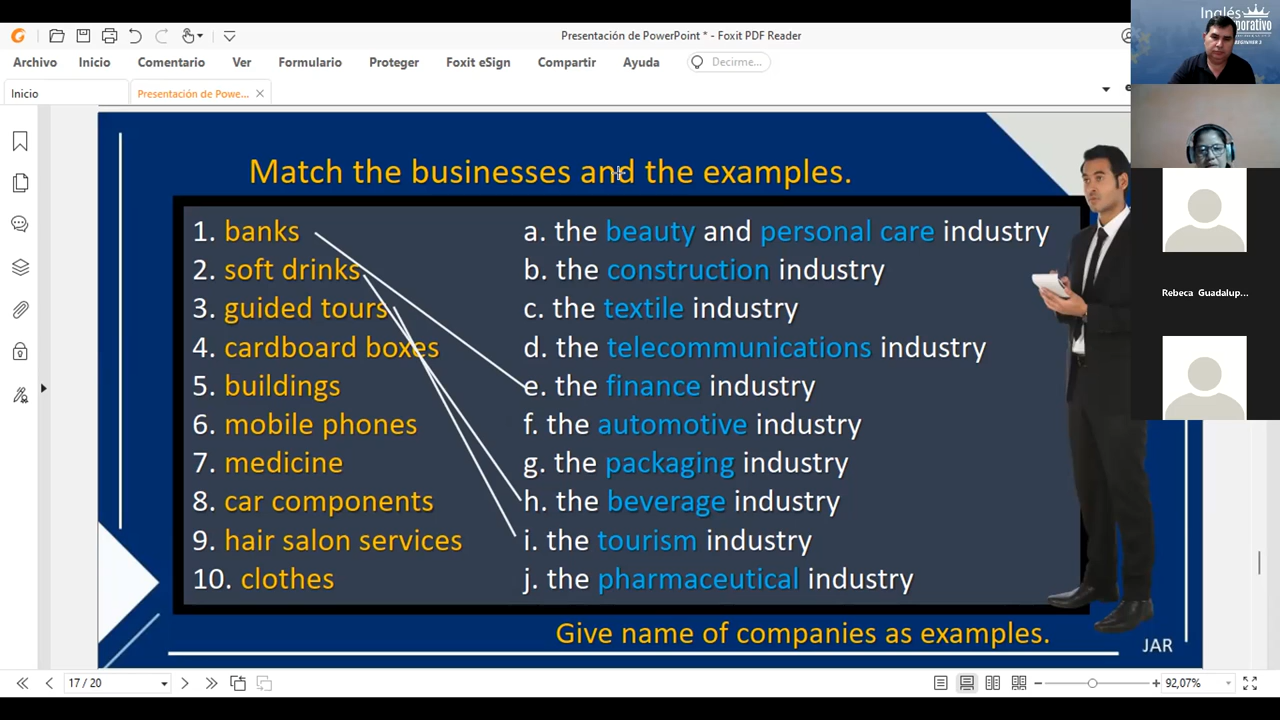 Presentación de PowerPoint * - Foxit PDF Reader
Archivo Inicio Comentario Ver Formulario Proteger Foxit eSign Compartir Ayuda Decirme...
Inicio Presentación de Powe...
Inglés
BEGINNER 2
Match the businesses and the examples.
1. banks
2. soft drinks
3. guided tours
4. cardboard boxes
5. buildings
6. mobile phones
7. medicine
8. car components
9. hair salon services
10. clothes
a. the beauty and personal care industry
b. the construction industry
c. the textile industry
d. the telecommunications industry
e. the finance industry
f. the automotive industry
g. the packaging industry
h. the beverage industry
i. the tourism industry
j. the pharmaceutical industry
Give name of companies as examples.
JAR
Rebeca Guadalup...
17 / 20
92,07%